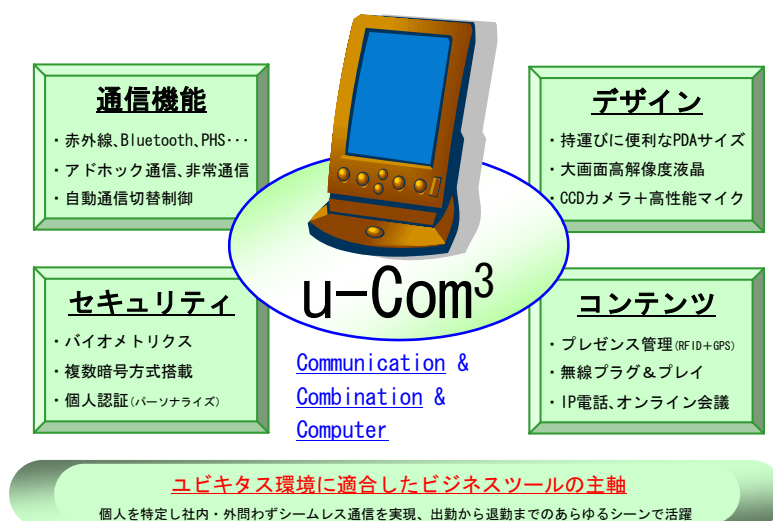 通信機能
・赤外線、Bluetooth、PHS･･･
・アドホック通信、非常通信
・自動通信切替制御
デザイン
・持運びに便利なPDAサイズ
・大画面高解像度液晶
・CCDカメラ＋高性能マイク
u-Com³
Communication &
Combination &
Computer
セキュリティ
・バイオメトリクス
・複数暗号方式搭載
・個人認証(パーソナライズ)
コンテンツ
・プレゼンス管理(RFID+GPS)
・無線プラグ＆プレイ
・IP電話、オンライン会議
ユビキタス環境に適合したビジネスツールの主軸
個人を特定し社内・外問わずシームレス通信を実現、出勤から退勤までのあらゆるシーンで活躍